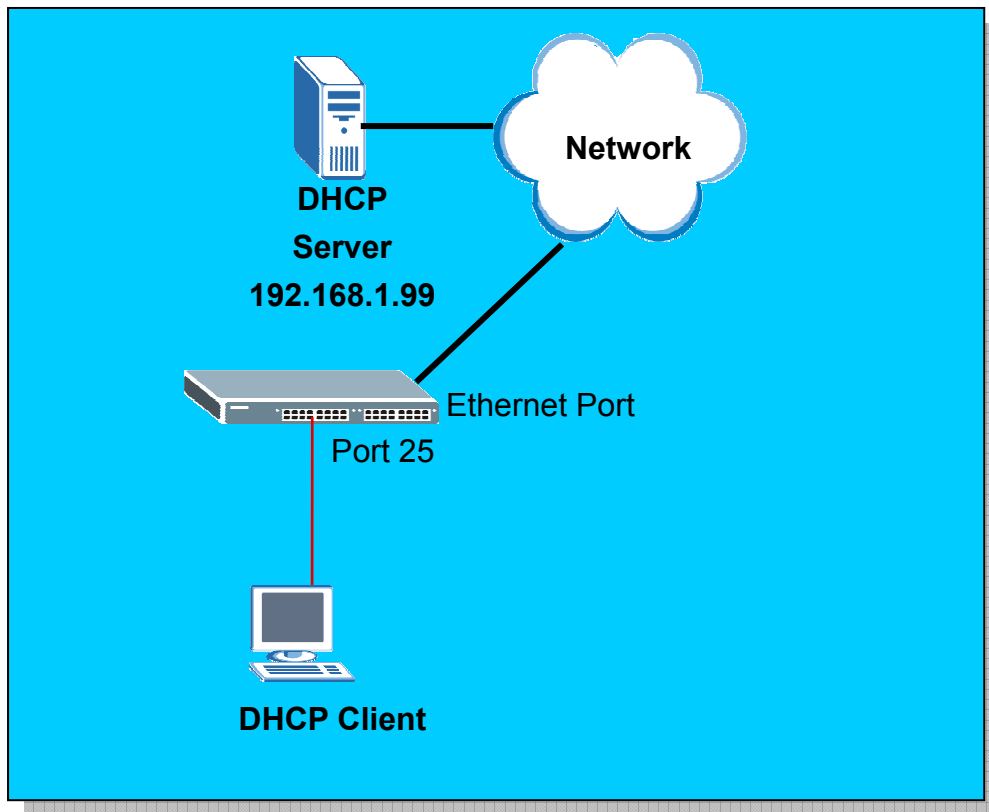 Network
DHCP
Server
192.168.1.99
Ethernet Port
Port 25
DHCP Client